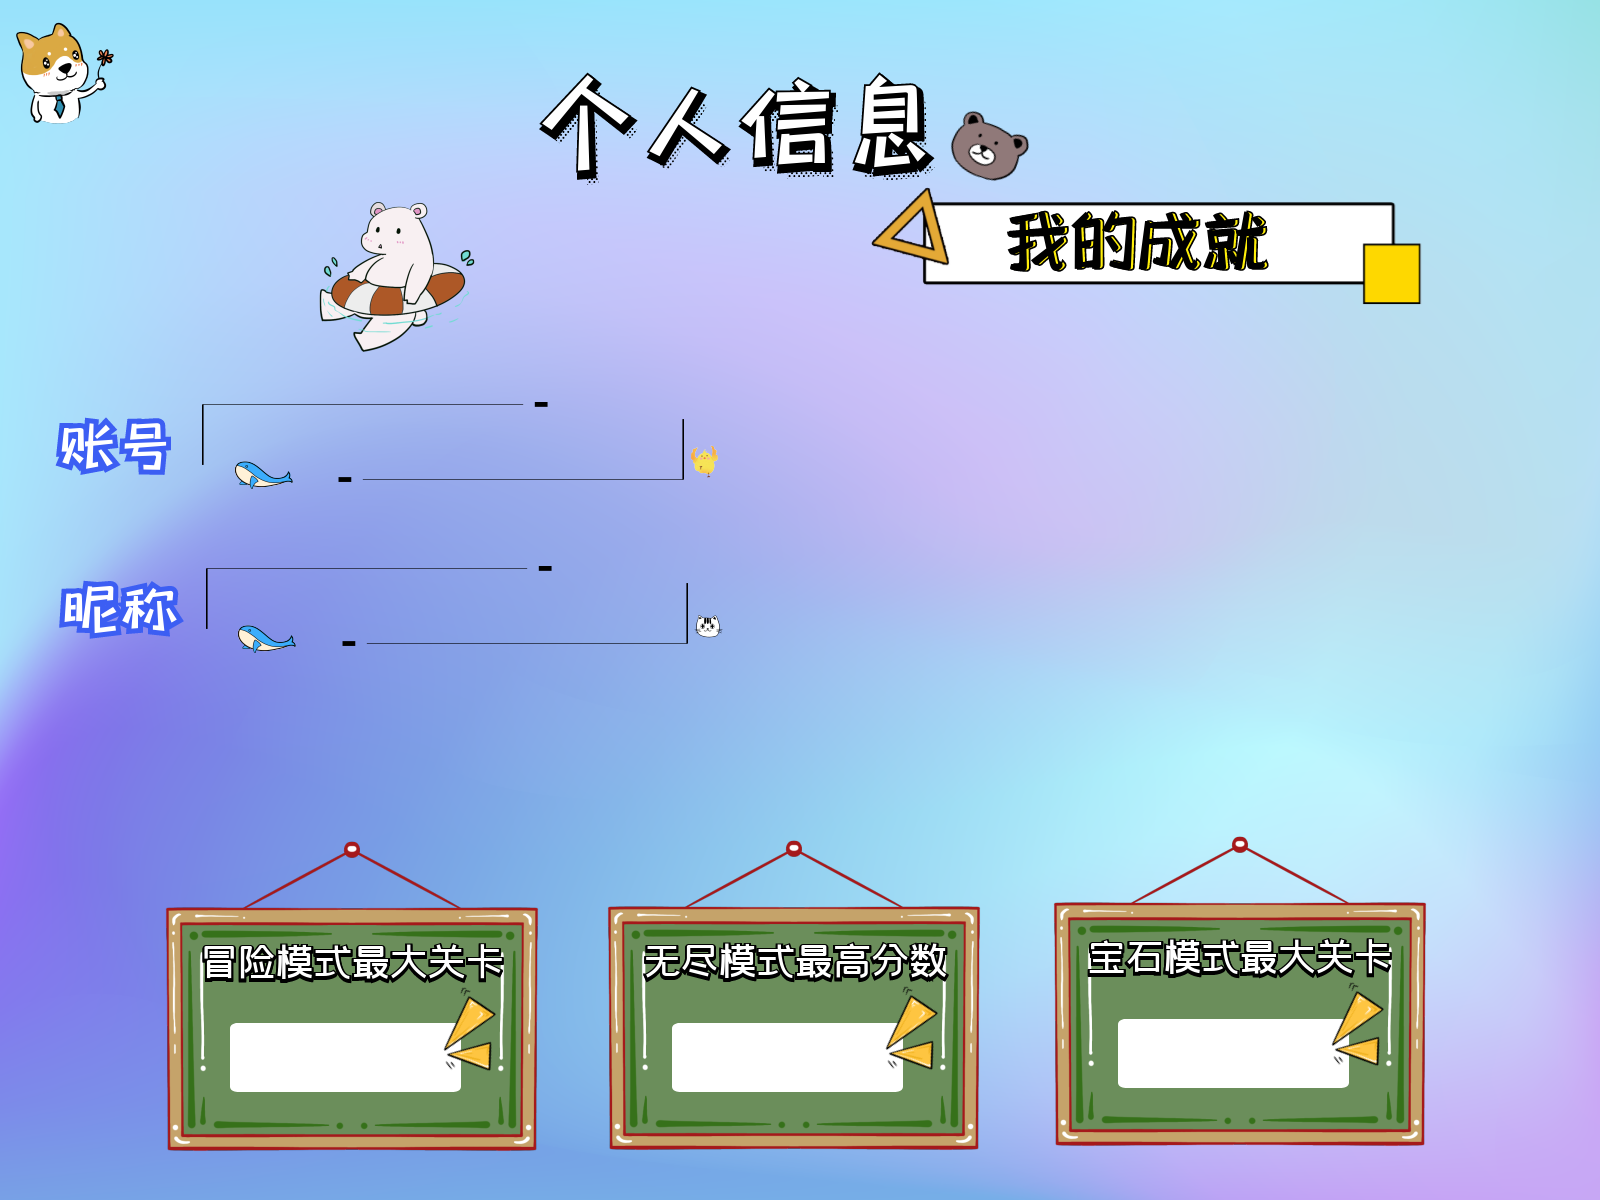 个人信息
我的成就
账号
昵称
冒险模式最大关卡
无尽模式最高分数
宝石模式最大关卡